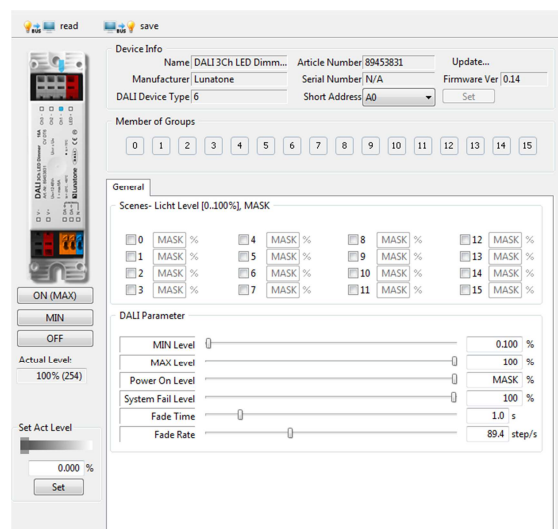 read save
Device Info
Name DALI 3Ch LED Dimm... Article Number 89453831 Update...
Manufacturer Lunatone Serial Number N/A Firmware Ver 0.14
DALI Device Type 6 Short Address A0 Set
Member of Groups
0 1 2 3 4 5 6 7 8 9 10 11 12 13 14 15
General
Scenes- Licht Level [0..100%], MASK
0 MASK % 4 MASK % 8 MASK % 12 MASK %
1 MASK % 5 MASK % 9 MASK % 13 MASK %
2 MASK % 6 MASK % 10 MASK % 14 MASK %
3 MASK % 7 MASK % 11 MASK % 15 MASK %
ON (MAX)
MIN
OFF
Actual Level:
100% (254)
Set Act Level
0.000 %
Set
DALI Parameter
MIN Level 0.100 %
MAX Level 100 %
Power On Level MASK %
System Fail Level 100 %
Fade Time 1.0 s
Fade Rate 89.4 step/s
DALI 3Ch LED Dimmer 16A
Lunatone